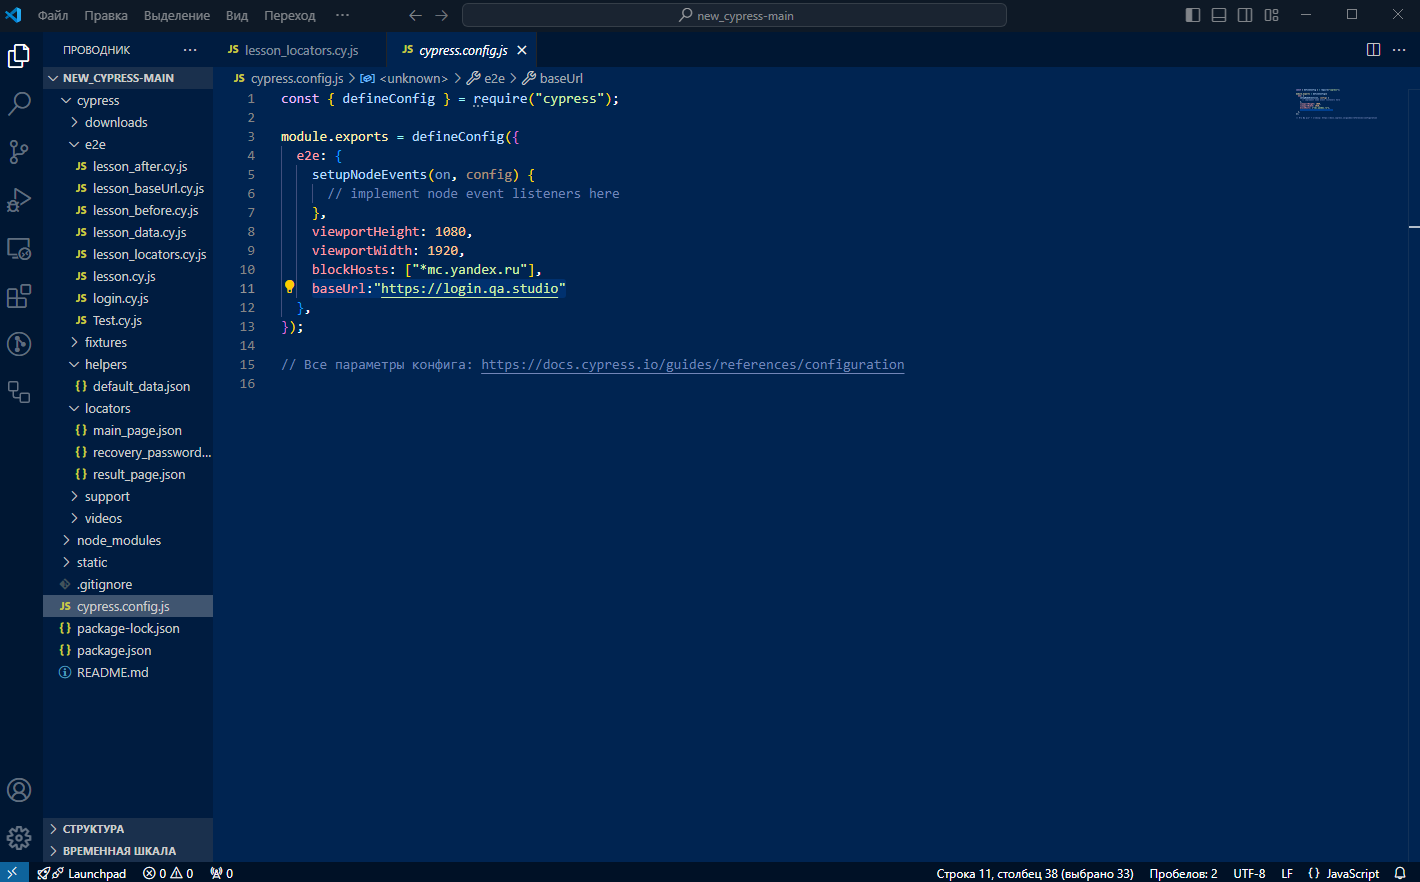 Файл Правка Выделение Вид Переход ··· new_cypress-main
ПРОВОДНИК ···
JS lesson_locators.cy.js JS cypress.config.js
NEW_CYPRESS-MAIN
cypress
downloads
e2e
JS lesson_after.cy.js
JS lesson_baseUrl.cy.js
JS lesson_before.cy.js
JS lesson_data.cy.js
JS lesson_locators.cy.js
JS lesson.cy.js
JS login.cy.js
JS Test.cy.js
fixtures
helpers
{} default_data.json
locators
{} main_page.json
{} recovery_password...
{} result_page.json
support
videos
node_modules
static
.gitignore
JS cypress.config.js
{} package-lock.json
{} package.json
README.md
СТРУКТУРА
ВРЕМЕННАЯ ШКАЛА
JS cypress.config.js > <unknown> > e2e > baseUrl
1 const { defineConfig } = require("cypress");
2
3 module.exports = defineConfig({
4 e2e: {
5 setupNodeEvents(on, config) {
6 // implement node event listeners here
7 },
8 viewportHeight: 1080,
9 viewportWidth: 1920,
10 blockHosts: ["*mc.yandex.ru"],
11 baseUrl:"https://login.qa.studio"
12 },
13 });
14
15 // Все параметры конфига: https://docs.cypress.io/guides/references/configuration
16
Launchpad 0 0 0 Строка 11, столбец 38 (выбрано 33) Пробелов: 2 UTF-8 LF {} JavaScript